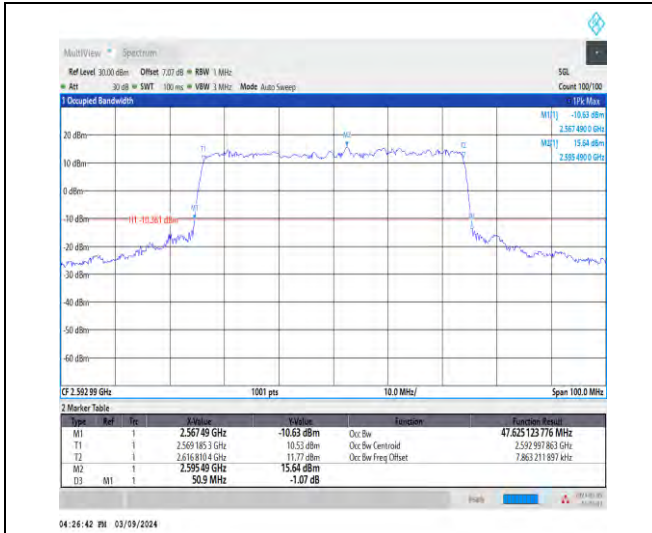 MultiView Spectrum
Ref Level 30.00 dBm Offset 7.07 dB RBW 1 MHz SGL
Att 30 dB SWT 100 ms VBW 3 MHz Mode Auto Sweep Count 100/100
1 Occupied Bandwidth 1Pk Max
M1[1] -10.63 dBm
2.567 490 0 GHz
M2[1] 15.64 dBm
2.595 490 0 GHz
20 dBm
M2
T1
T2
10 dBm
0 dBm
M1
-10 dBm
H1 -10.361 dBm
-20 dBm
-30 dBm
-40 dBm
-50 dBm
-60 dBm
CF 2.592 99 GHz 1001 pts 10.0 MHz/ Span 100.0 MHz
2 Marker Table
Type Ref Trc X-Value Y-Value Function Function Result
M1 1 2.567 49 GHz -10.63 dBm Occ Bw 47.625 123 776 MHz
T1 1 2.569 185 3 GHz 10.53 dBm Occ Bw Centroid 2.592 997 863 GHz
T2 1 2.616 810 4 GHz 11.77 dBm Occ Bw Freq Offset 7.863 211 897 kHz
M2 1 2.595 49 GHz 15.64 dBm
D3 M1 1 50.9 MHz -1.07 dB
04:26:42 PM 03/09/2024